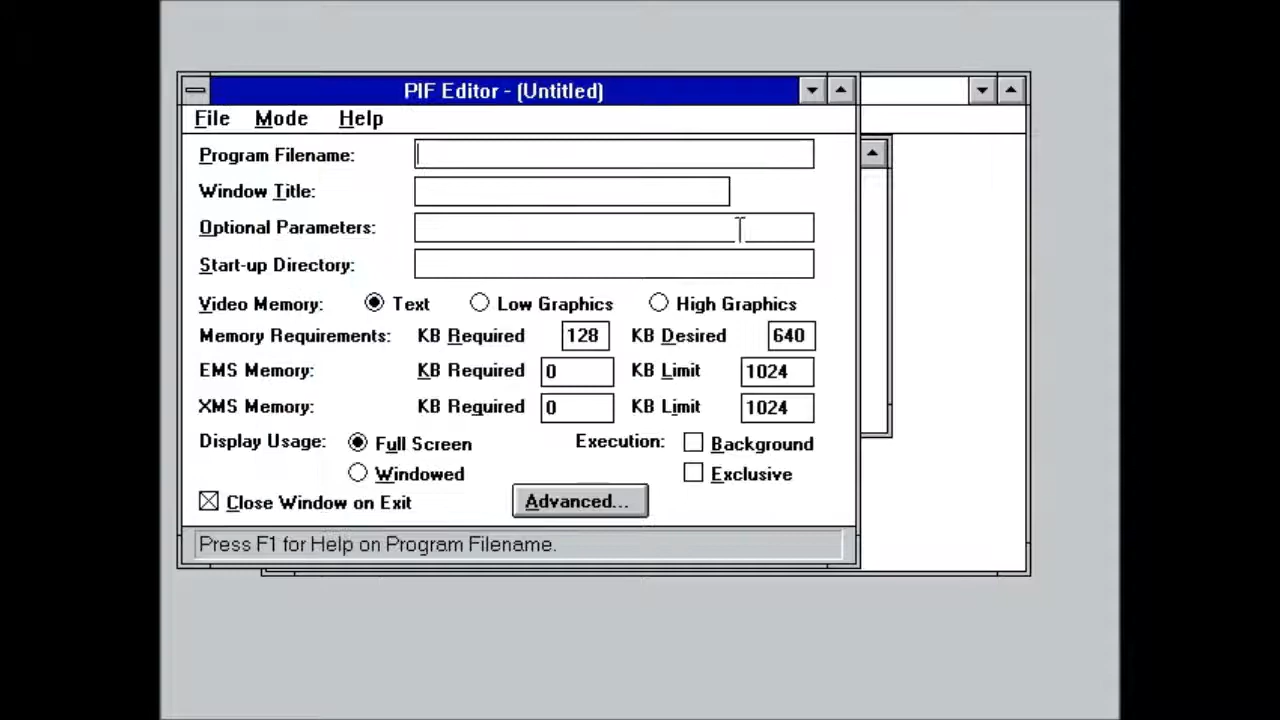 PIF Editor - (Untitled)
File Mode Help
Program Filename:
Window Title:
Optional Parameters:
Start-up Directory:
Video Memory: Text Low Graphics High Graphics
Memory Requirements: KB Required 128 KB Desired 640
EMS Memory: KB Required 0 KB Limit 1024
XMS Memory: KB Required 0 KB Limit 1024
Display Usage: Full Screen Execution: Background
Windowed Exclusive
Close Window on Exit Advanced...
Press F1 for Help on Program Filename.